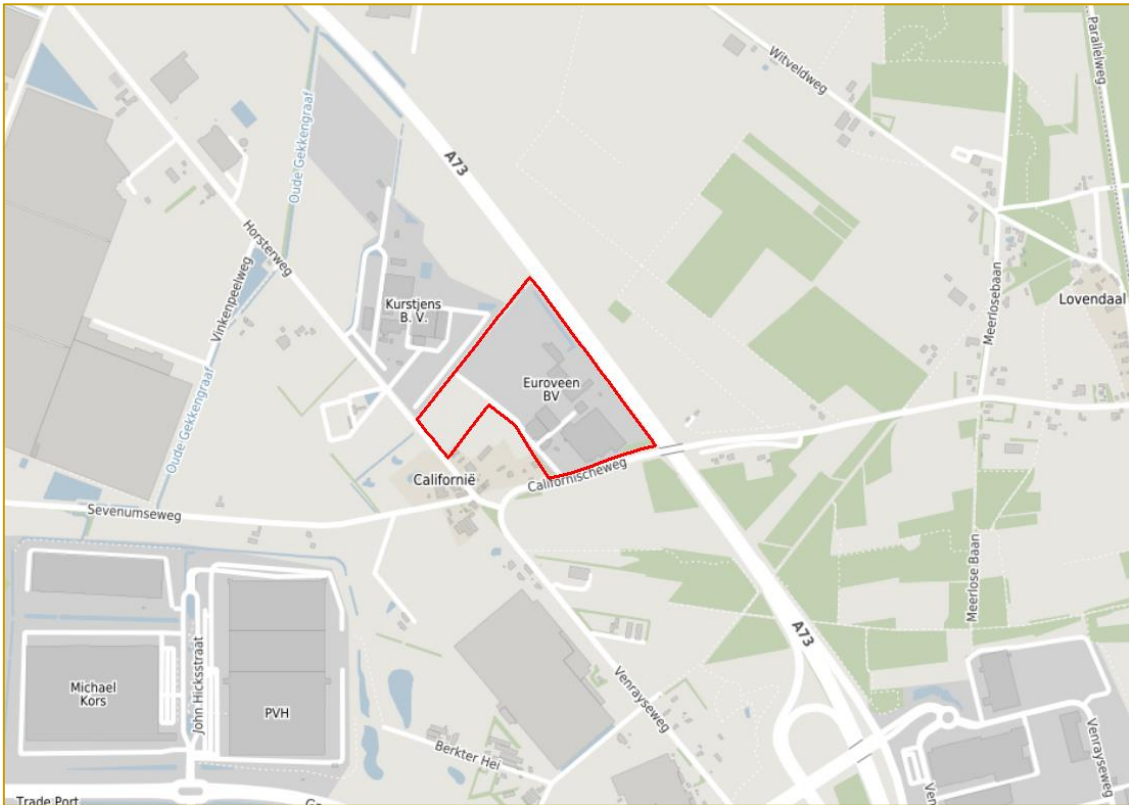 Witveldweg
Parallelweg
A73
Oude Gekkengraaf
Horsterweg
Vinkenpeelweg
Meerlosebaan
Lovendaal
Kurstjens
B. V.
Euroveen
BV
Oude Gekkengraaf
Californië
Californischeweg
Sevenumseweg
Meerlose Baan
A73
John Hicksstraat
Michael
Kors
PVH
Venrayseweg
Berkter Hei
Venrayseweg
Ven
Trade Port